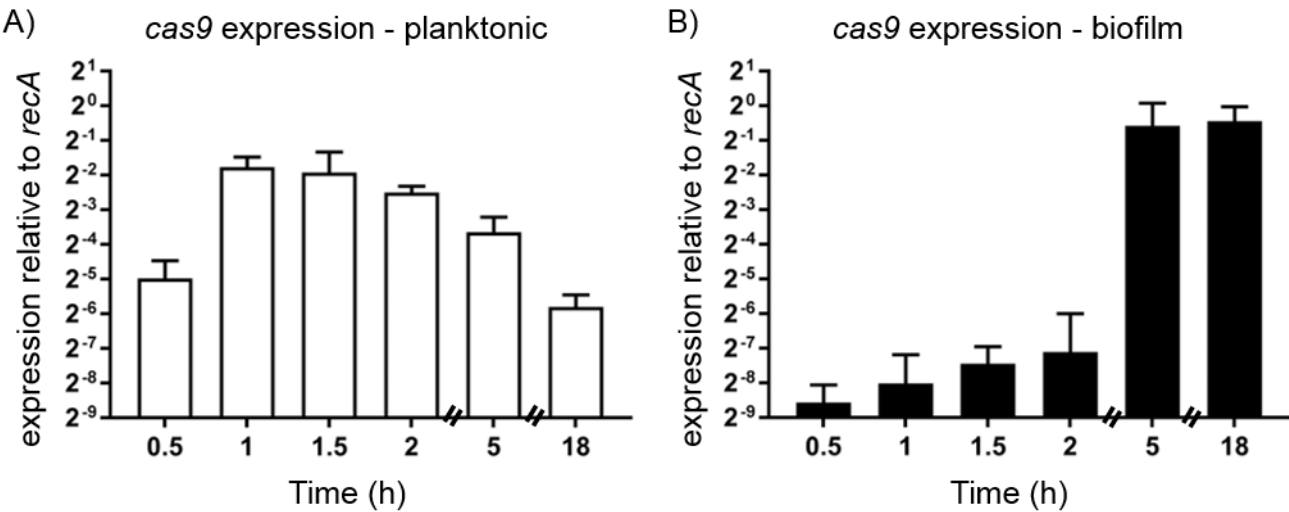 A)
cas9 expression - planktonic
expression relative to recA
2^1
2^0
2^-1
2^-2
2^-3
2^-4
2^-5
2^-6
2^-7
2^-8
2^-9
0.5 1 1.5 2 5 18
Time (h)
B)
cas9 expression - biofilm
expression relative to recA
2^1
2^0
2^-1
2^-2
2^-3
2^-4
2^-5
2^-6
2^-7
2^-8
2^-9
0.5 1 1.5 2 5 18
Time (h)